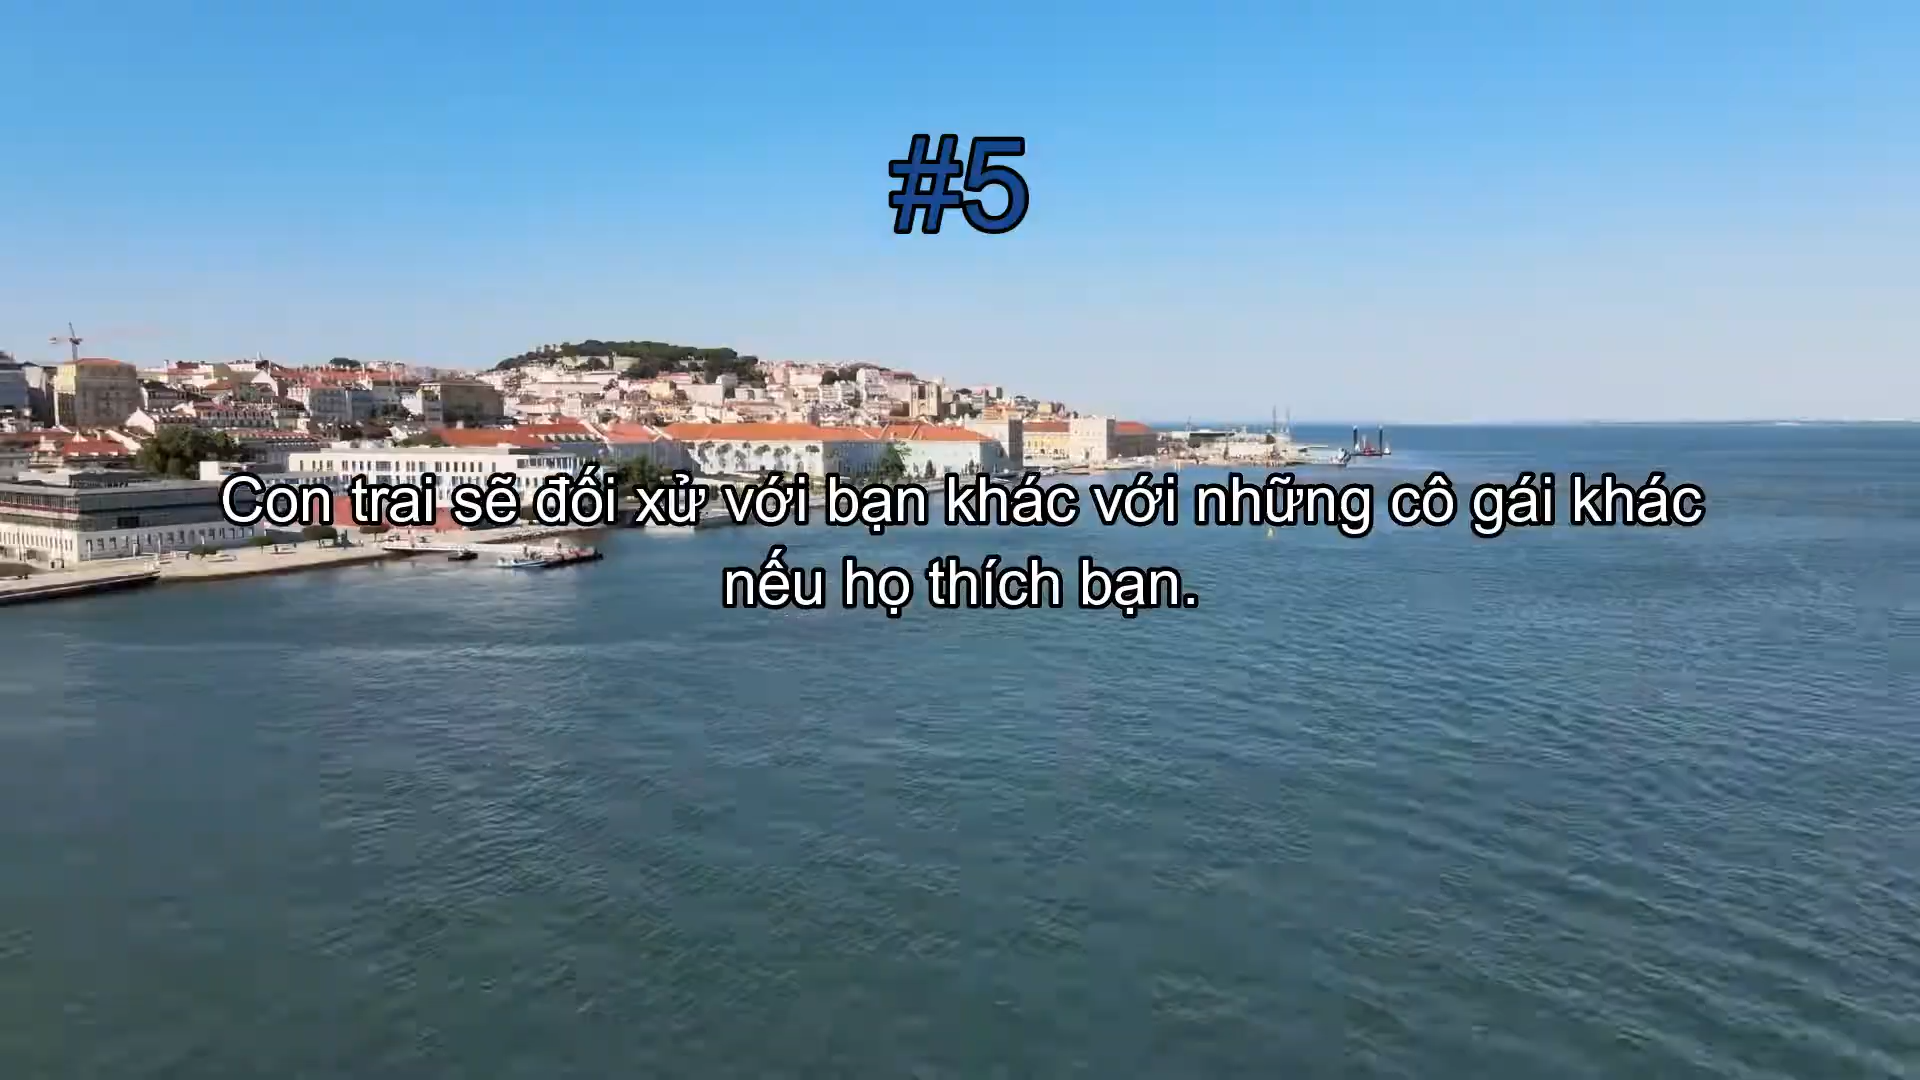 #5
Con trai sẽ đối xử với bạn khác với những cô gái khác
nếu họ thích bạn.